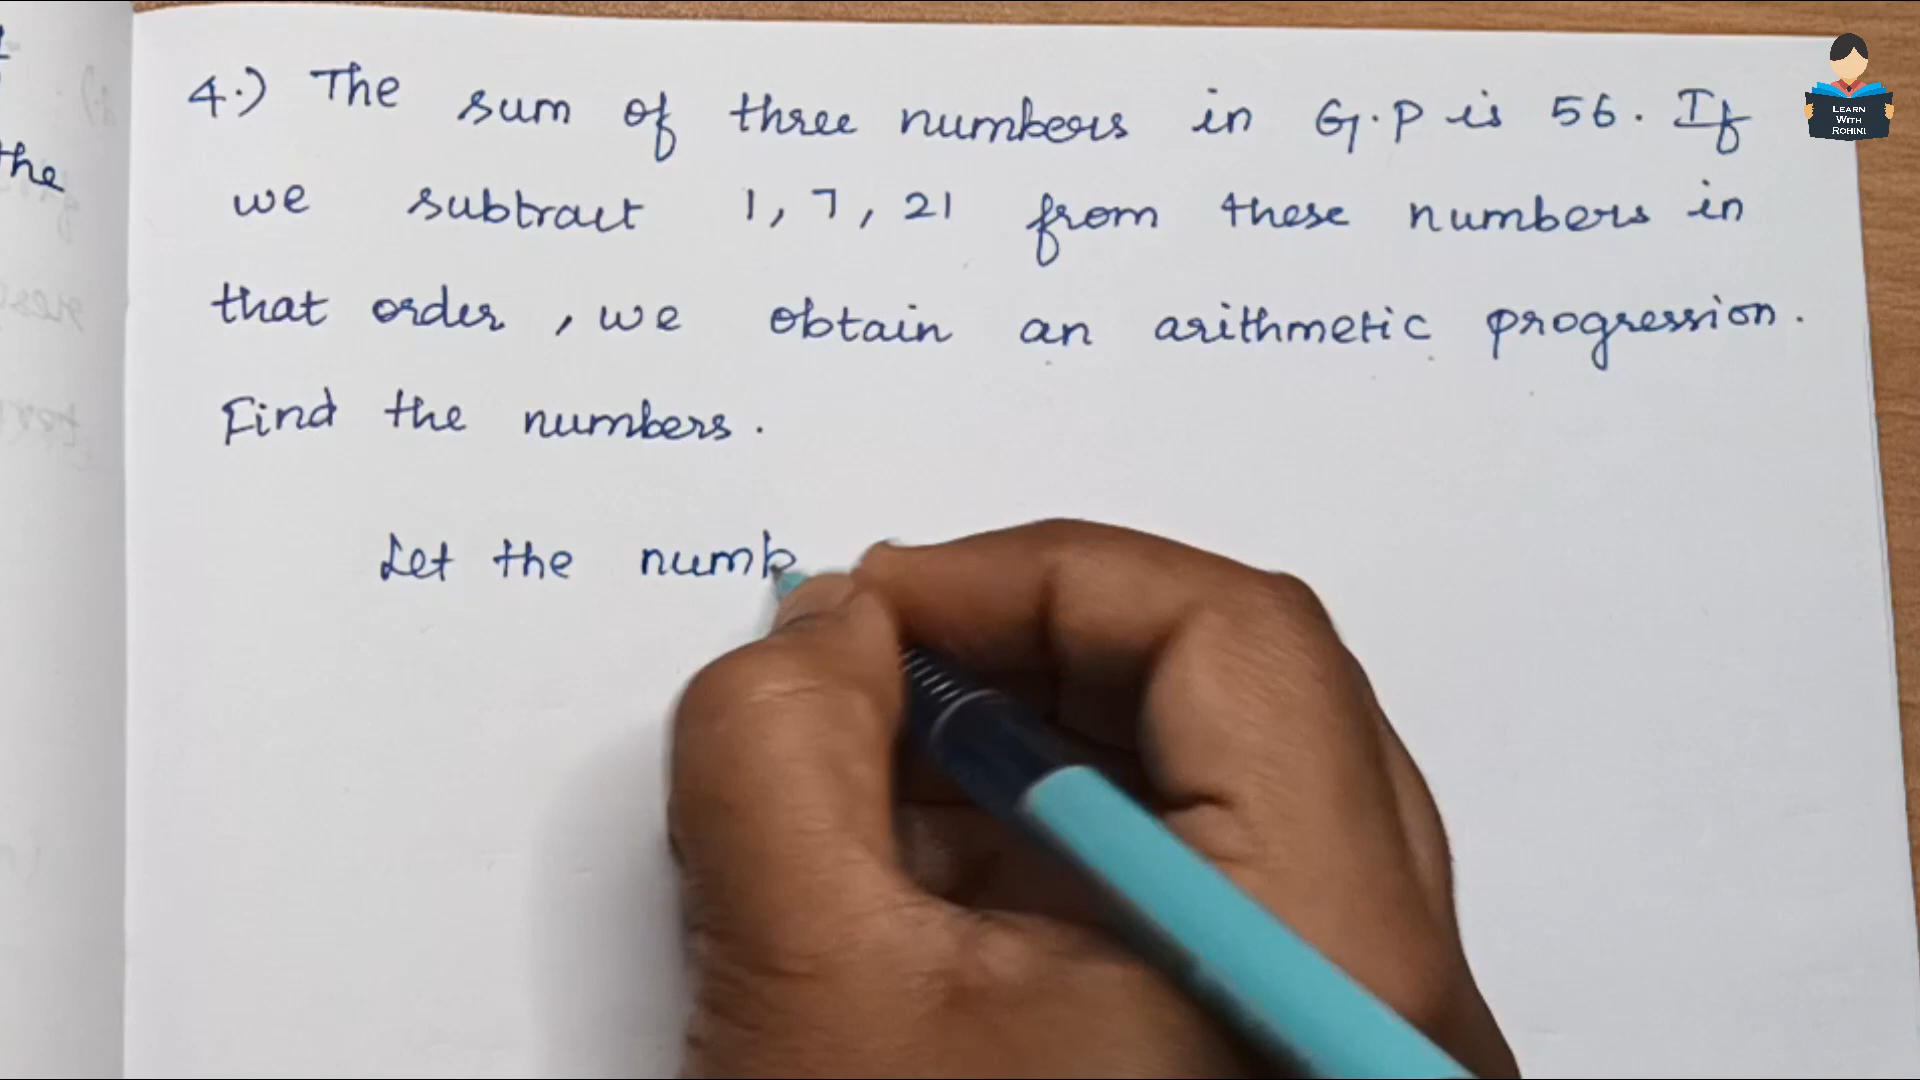 4.) The sum of three numbers in G.P is 56. If
we subtract 1, 7, 21 from these numbers in
that order, we obtain an arithmetic progression.
Find the numbers.
Let the numb
the
LEARN
WITH
ROHINI